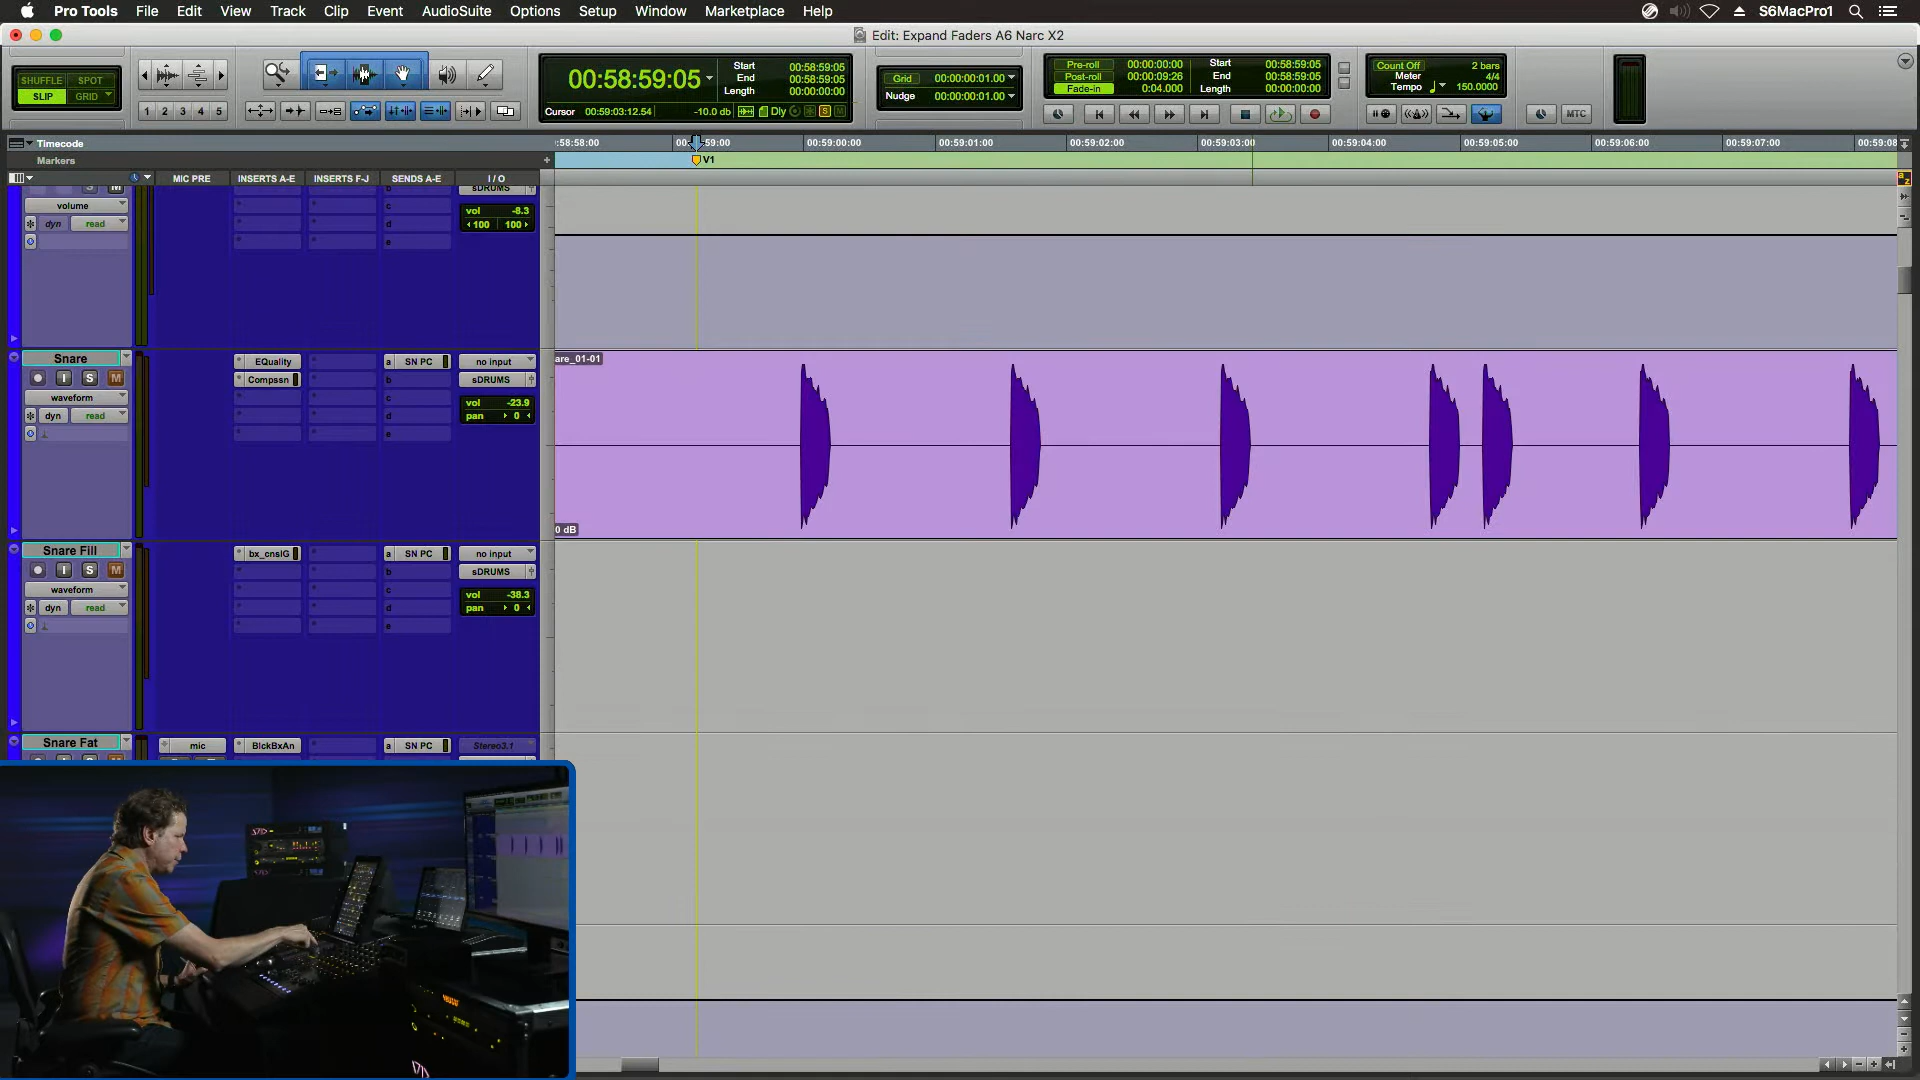 Pro Tools File Edit View Track Clip Event AudioSuite Options Setup Window Marketplace Help S6MacPro1
Edit: Expand Faders A6 Narc X2
SHUFFLE SPOT
SLIP GRID
1 2 3 4 5
00:58:59:05
Start 00:58:59:05
End 00:58:59:05
Length 00:00:00:00
Cursor 00:59:03:12.54 -10.0 db Dly
Grid 00:00:00:01.00
Nudge 00:00:00:01.00
Pre-roll 00:00:00:00
Post-roll 00:00:09:26
Fade-in 0:04.000
Start 00:58:59:05
End 00:58:59:05
Length 00:00:00:00
Count Off 2 bars
Meter 4/4
Tempo 150.0000
MTC
Timecode
:58:58:00 00:58:59:00 00:59:00:00 00:59:01:00 00:59:02:00 00:59:03:00 00:59:04:00 00:59:05:00 00:59:06:00 00:59:07:00 00:59:08
Markers
V1
MIC PRE INSERTS A-E INSERTS F-J SENDS A-E I / O
sDRUMS
volume
c
vol -8.3
dyn read
d
100 100
e
Snare
are_01-01
EQuality
a SN PC
no input
I S M
Compssn
b
sDRUMS
waveform
c
vol -23.9
dyn read
d
pan 0
e
0 dB
Snare Fill
bx_cnslG
a SN PC
no input
I S M
b
sDRUMS
waveform
c
vol -38.3
dyn read
d
pan 0
e
Snare Fat
mic
BlckBxAn
a SN PC
Stereo3.1